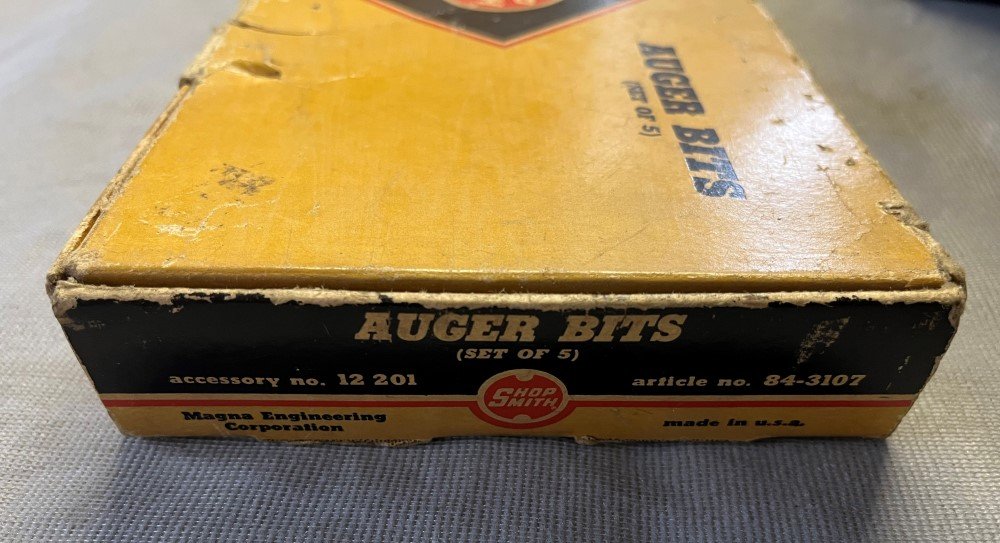 AUGER BITS
(SET OF 5)
AUGER BITS
(SET OF 5)
accessory no. 12 201
article no. 84-3107
SHOP
SMITH
Magna Engineering
Corporation
made in u.s.a.